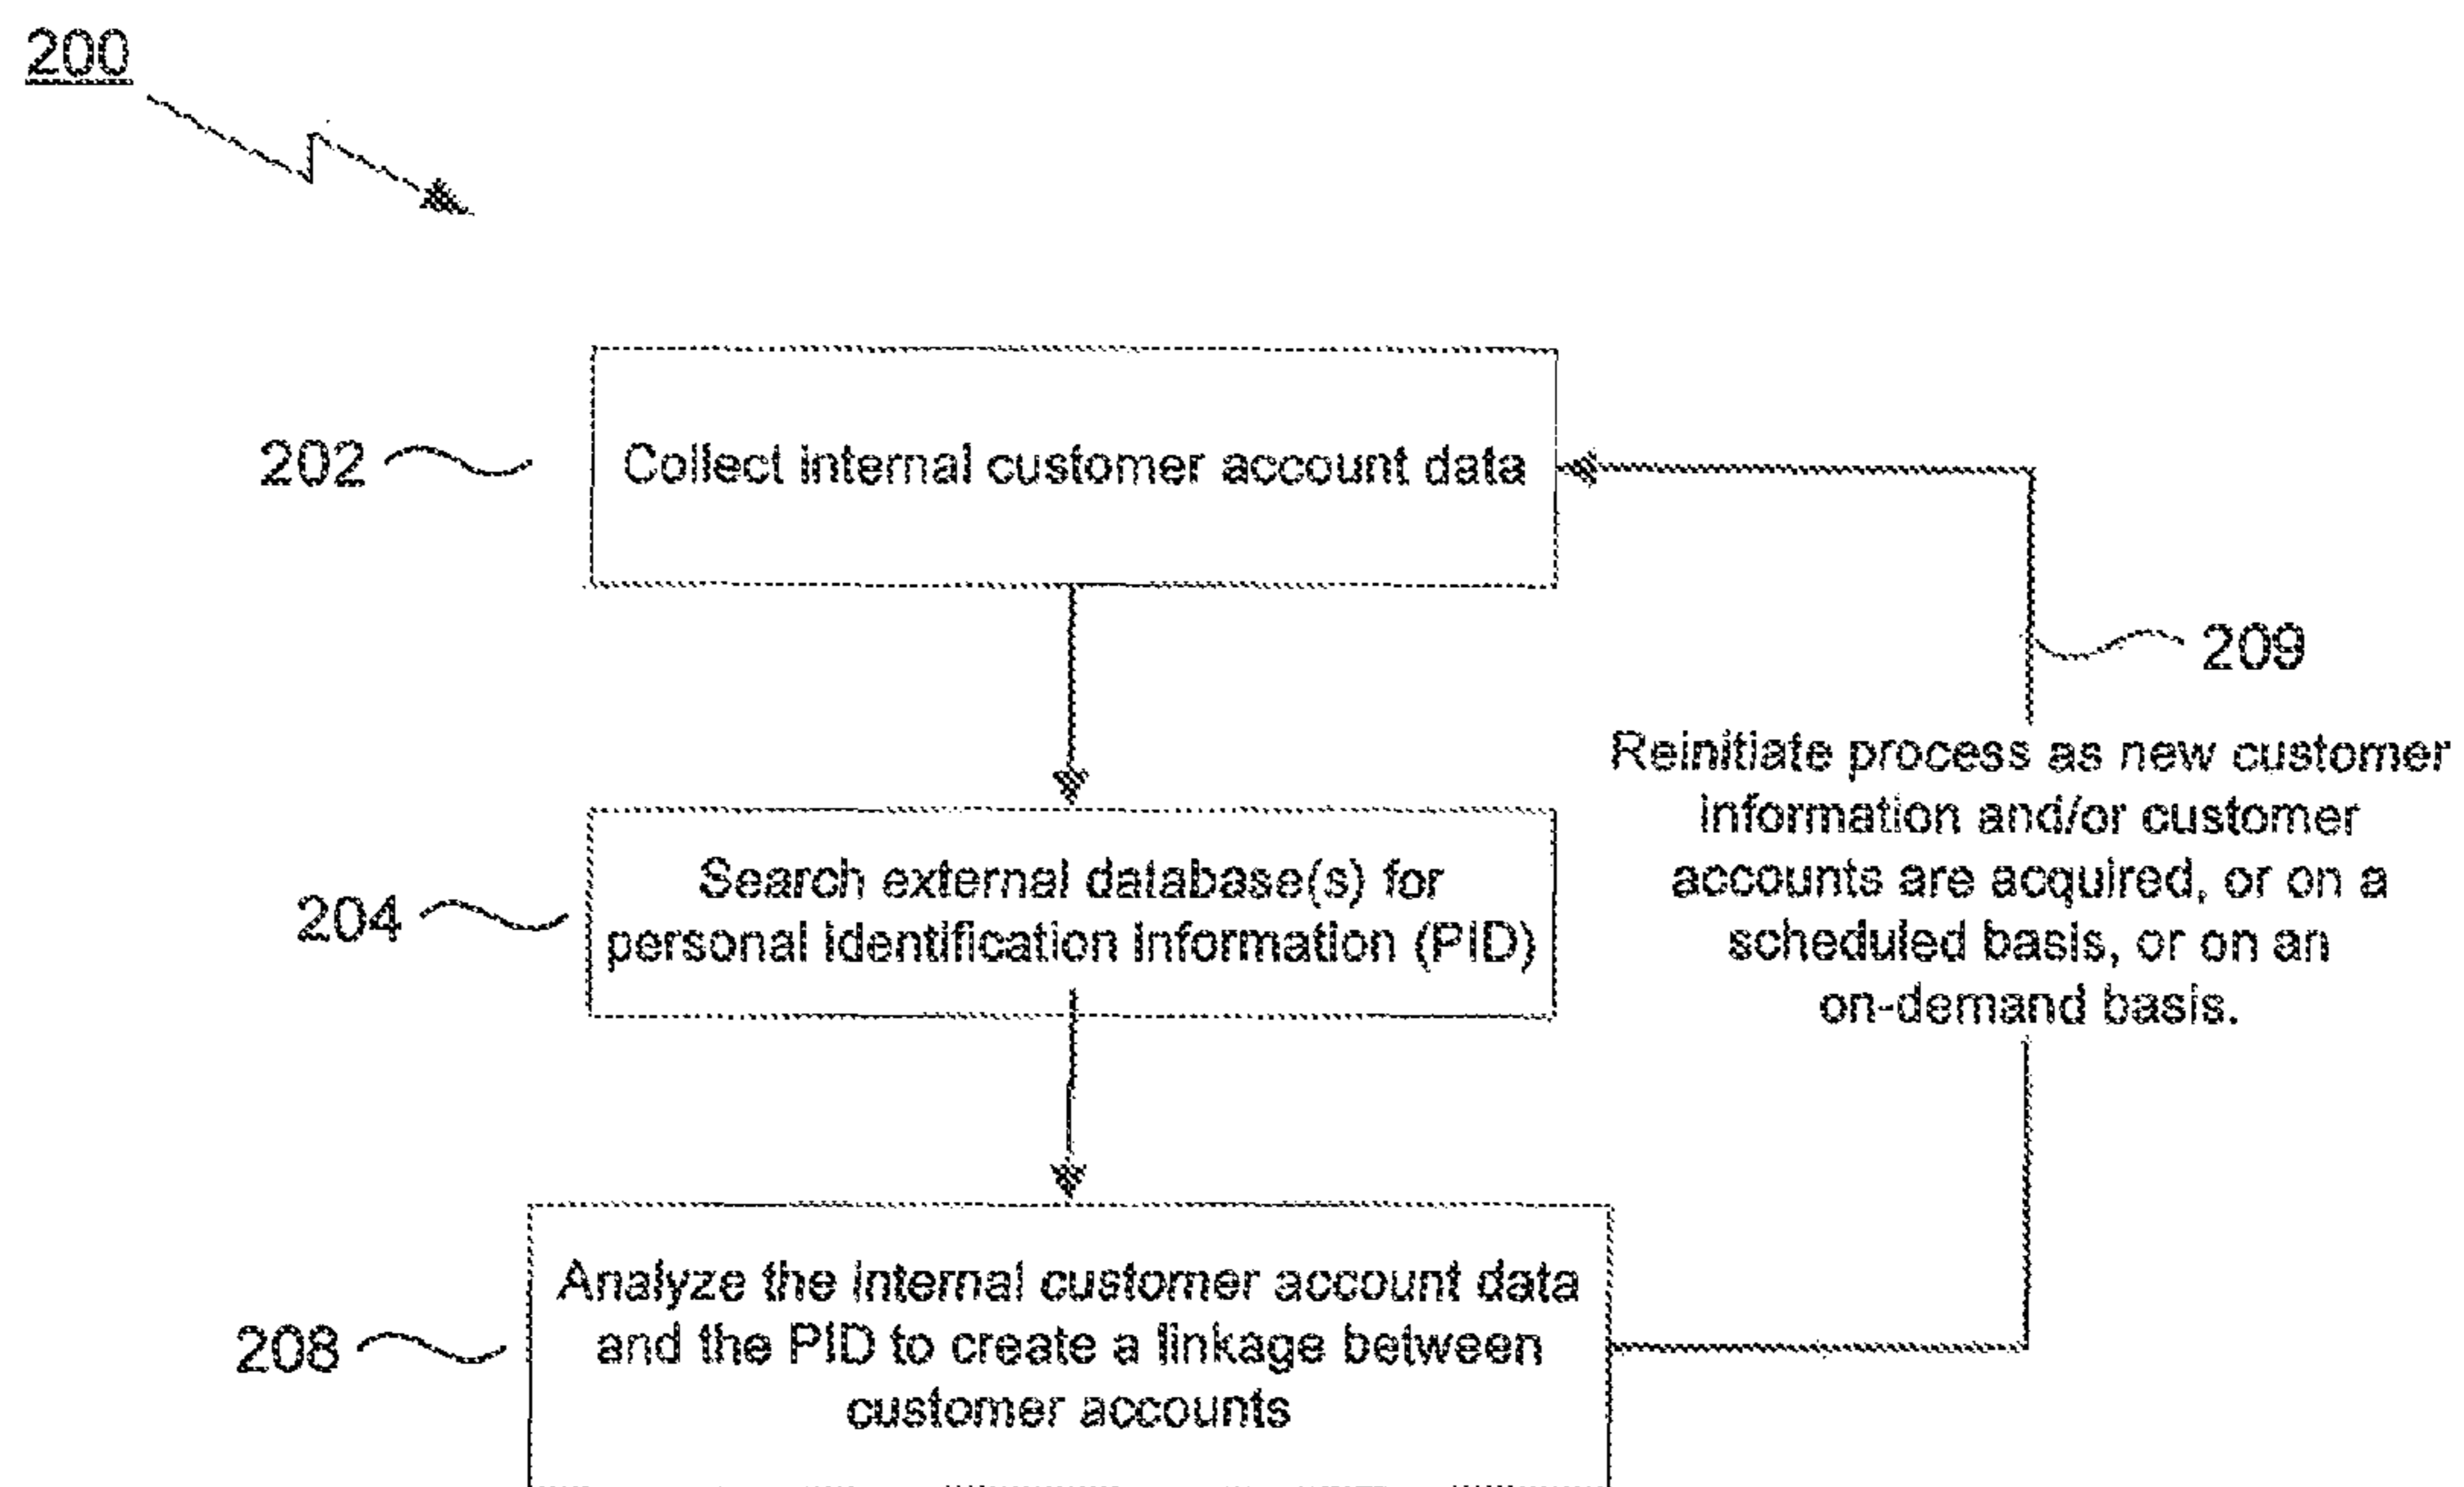 200
202
Collect internal customer account data
209
Reinitiate process as new customer
information and/or customer
accounts are acquired, or on a
scheduled basis, or on an
on-demand basis.
204
Search external database(s) for
personal identification information (PID)
208
Analyze the internal customer account data
and the PID to create a linkage between
customer accounts